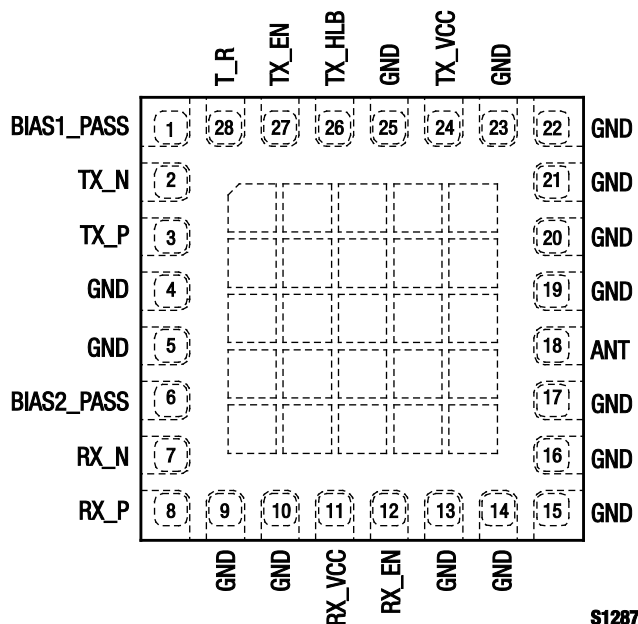 T_R TX_EN TX_HLB GND TX_VCC GND
BIAS1_PASS 1 28 27 26 25 24 23 22 GND
TX_N 2 21 GND
TX_P 3 20 GND
GND 4 19 GND
GND 5 18 ANT
BIAS2_PASS 6 17 GND
RX_N 7 16 GND
RX_P 8 9 10 11 12 13 14 15 GND
GND GND RX_VCC RX_EN GND GND
S1287